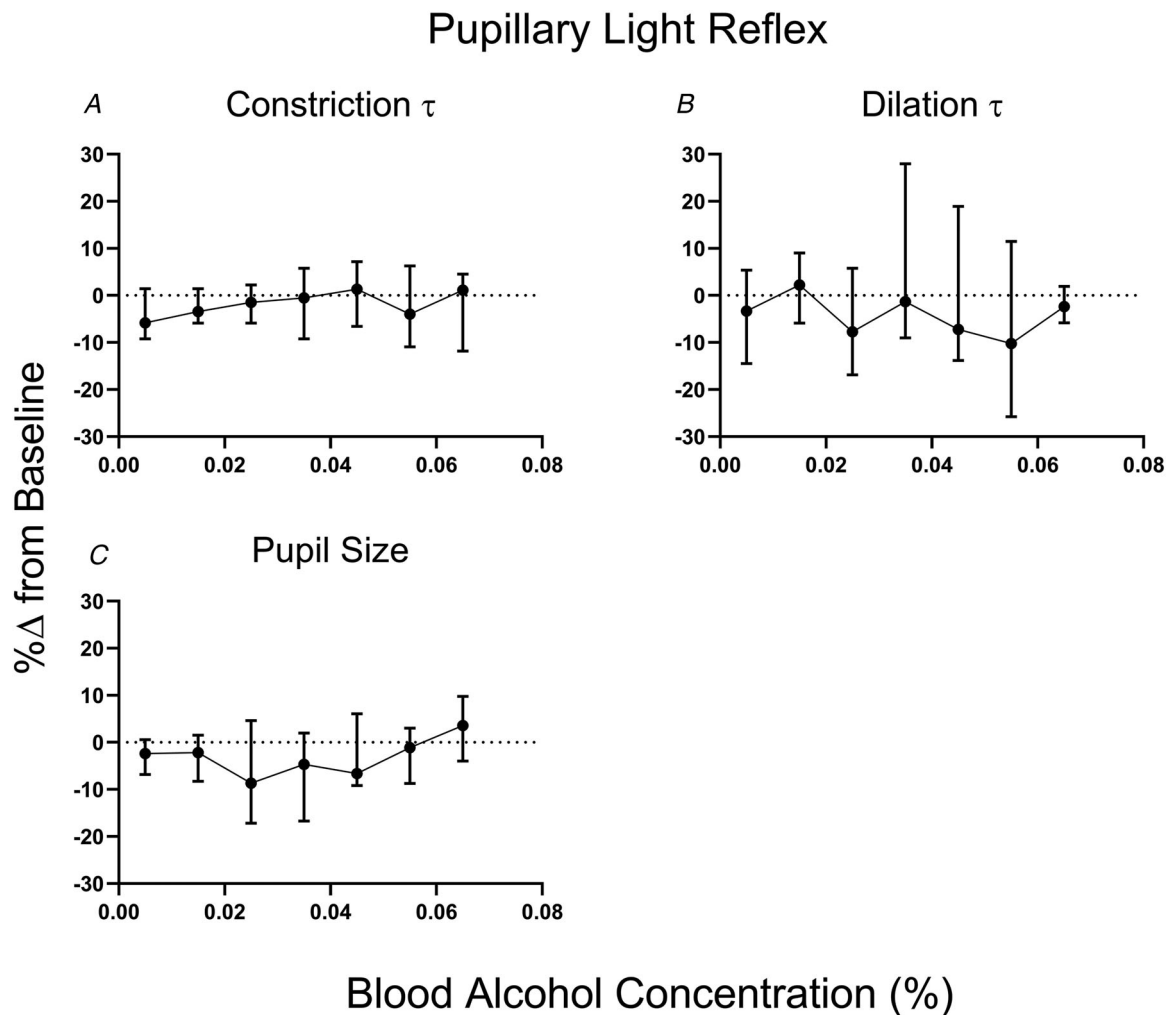 Pupillary Light Reflex
A Constriction τ
B Dilation τ
30
20
10
0
-10
-20
-30
0.00 0.02 0.04 0.06 0.08
30
20
10
0
-10
-20
-30
0.00 0.02 0.04 0.06 0.08
%Δ from Baseline
C Pupil Size
30
20
10
0
-10
-20
-30
0.00 0.02 0.04 0.06 0.08
Blood Alcohol Concentration (%)